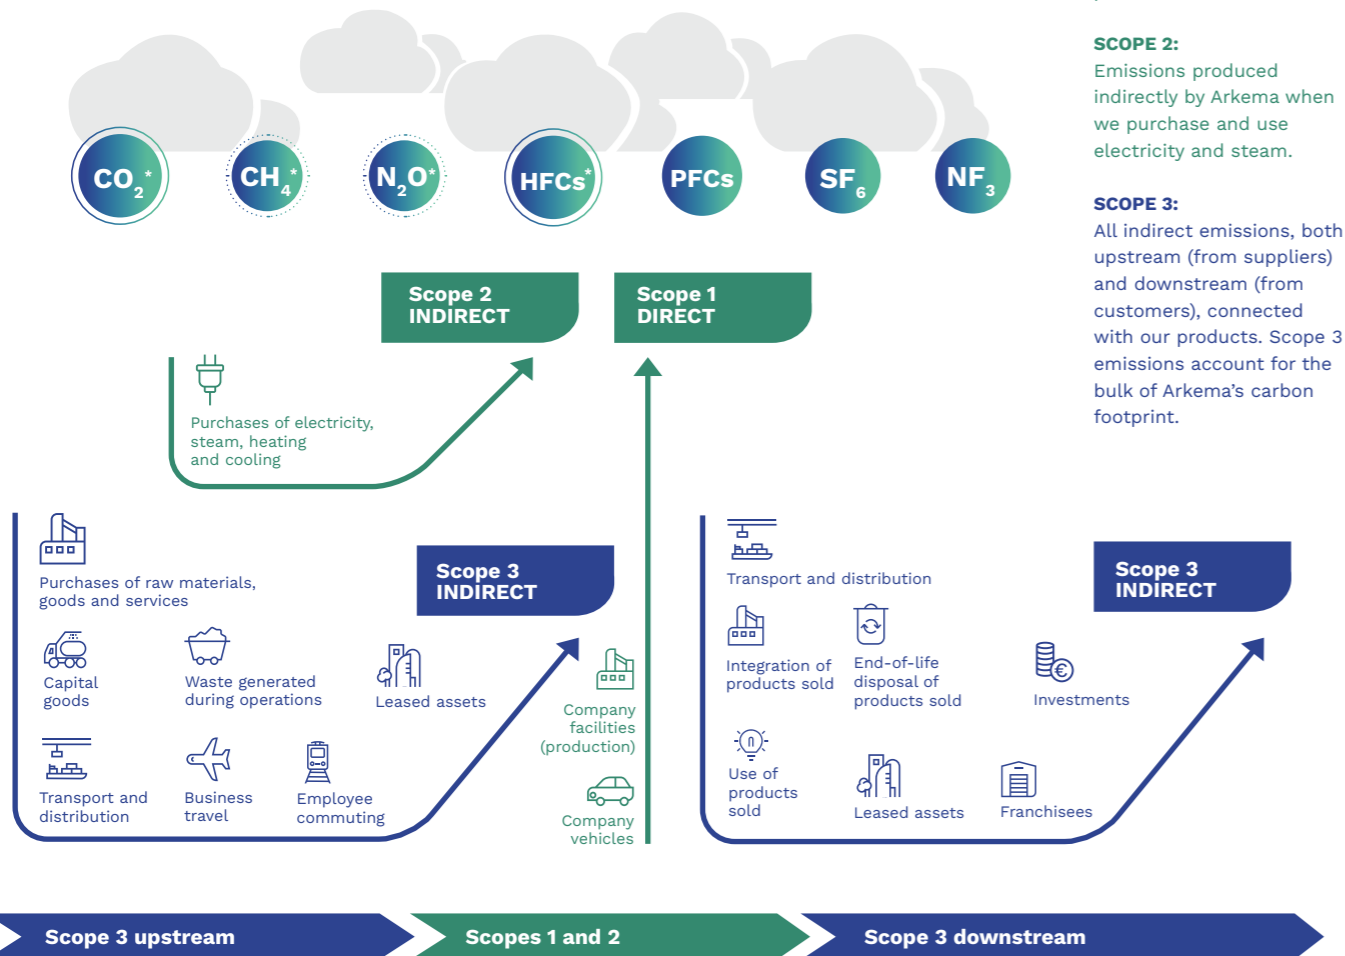 SCOPE 2:
Emissions produced
indirectly by Arkema when
we purchase and use
electricity and steam.
SCOPE 3:
All indirect emissions, both
upstream (from suppliers)
and downstream (from
customers), connected
with our products. Scope 3
emissions account for the
bulk of Arkema’s carbon
footprint.
CO₂* CH₄* N₂O* HFCs* PFCs SF₆ NF₃
Scope 2
INDIRECT
Scope 1
DIRECT
Purchases of electricity,
steam, heating
and cooling
Purchases of raw materials,
goods and services
Capital
goods
Waste generated
during operations
Leased assets
Transport and
distribution
Business
travel
Employee
commuting
Scope 3
INDIRECT
Company
facilities
(production)
Company
vehicles
Transport and distribution
Integration of
products sold
End-of-life
disposal of
products sold
Investments
Use of
products
sold
Leased assets
Franchisees
Scope 3
INDIRECT
Scope 3 upstream
Scopes 1 and 2
Scope 3 downstream